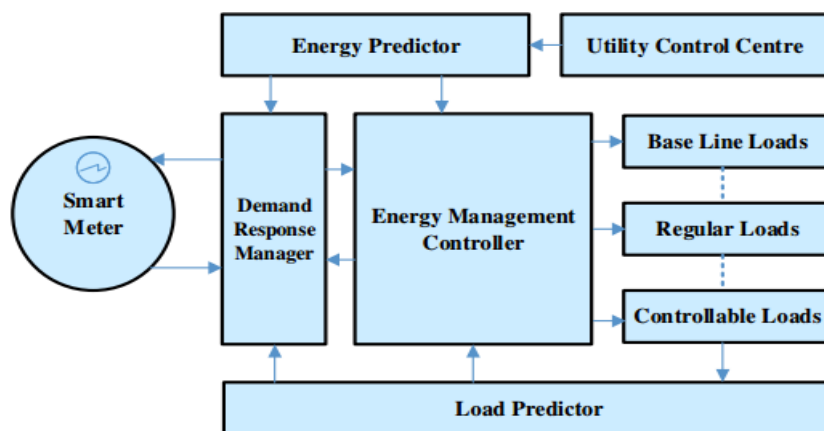 Energy Predictor
Utility Control Centre
Smart
Meter
Demand
Response
Manager
Energy Management
Controller
Base Line Loads
Regular Loads
Controllable Loads
Load Predictor